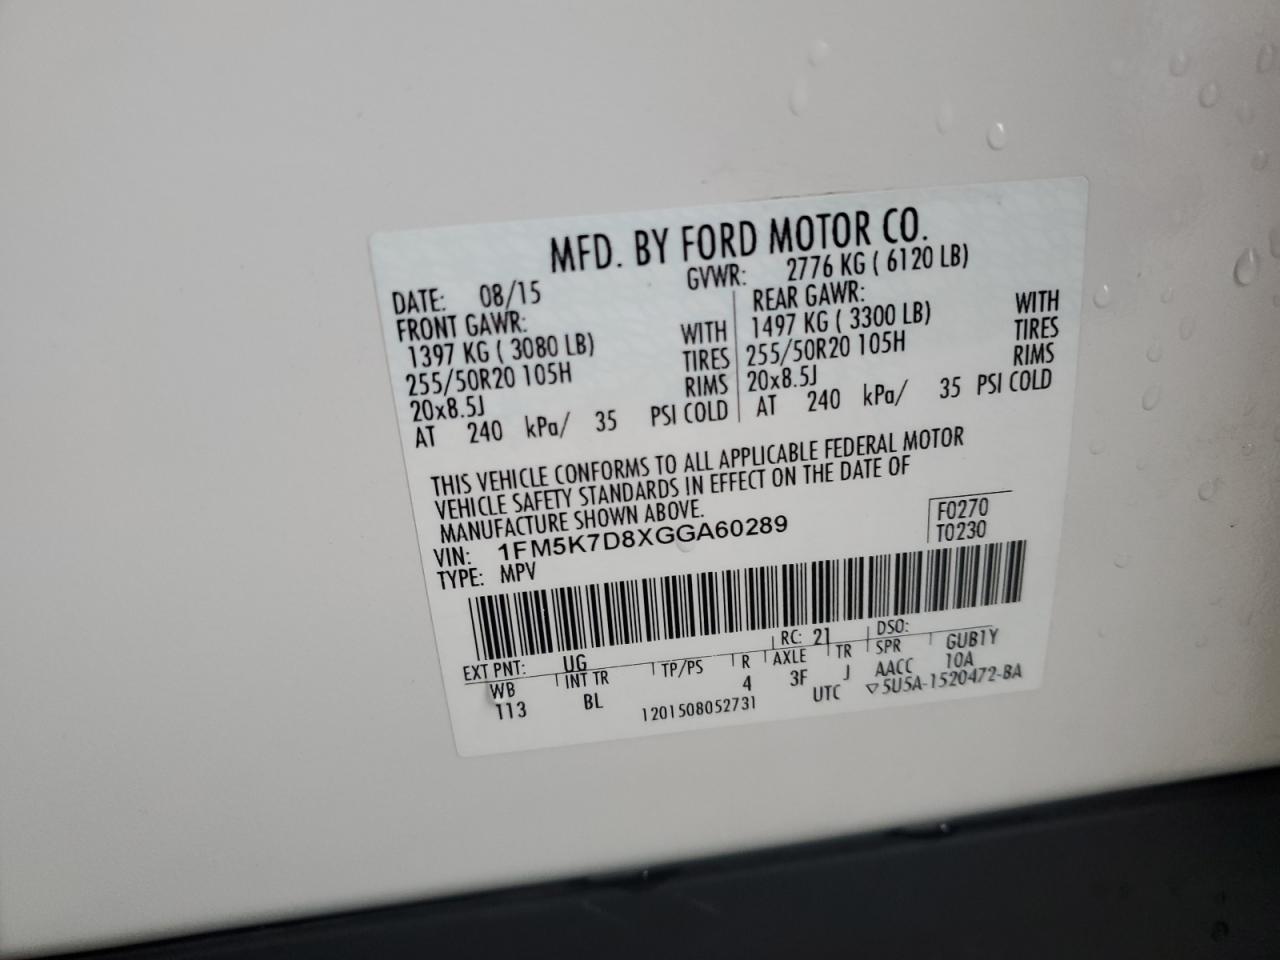 MFD. BY FORD MOTOR CO.
DATE: 08/15 GVWR: 2776 KG ( 6120 LB)
FRONT GAWR: REAR GAWR:
1397 KG ( 3080 LB) WITH 1497 KG ( 3300 LB) WITH
255/50R20 105H TIRES 255/50R20 105H TIRES
20x8.5J RIMS 20x8.5J RIMS
AT 240 kPa/ 35 PSI COLD AT 240 kPa/ 35 PSI COLD
THIS VEHICLE CONFORMS TO ALL APPLICABLE FEDERAL MOTOR
VEHICLE SAFETY STANDARDS IN EFFECT ON THE DATE OF
MANUFACTURE SHOWN ABOVE.
VIN: 1FM5K7D8XGGA60289 F0270
TYPE: MPV T0230
EXT PNT: UG RC: 21 DSO:
WB INT TR TP/PS R AXLE TR SPR GUB1Y
113 BL 4 3F J AACC 10A
1201508052731 UTC ▽5U5A-1520472-BA